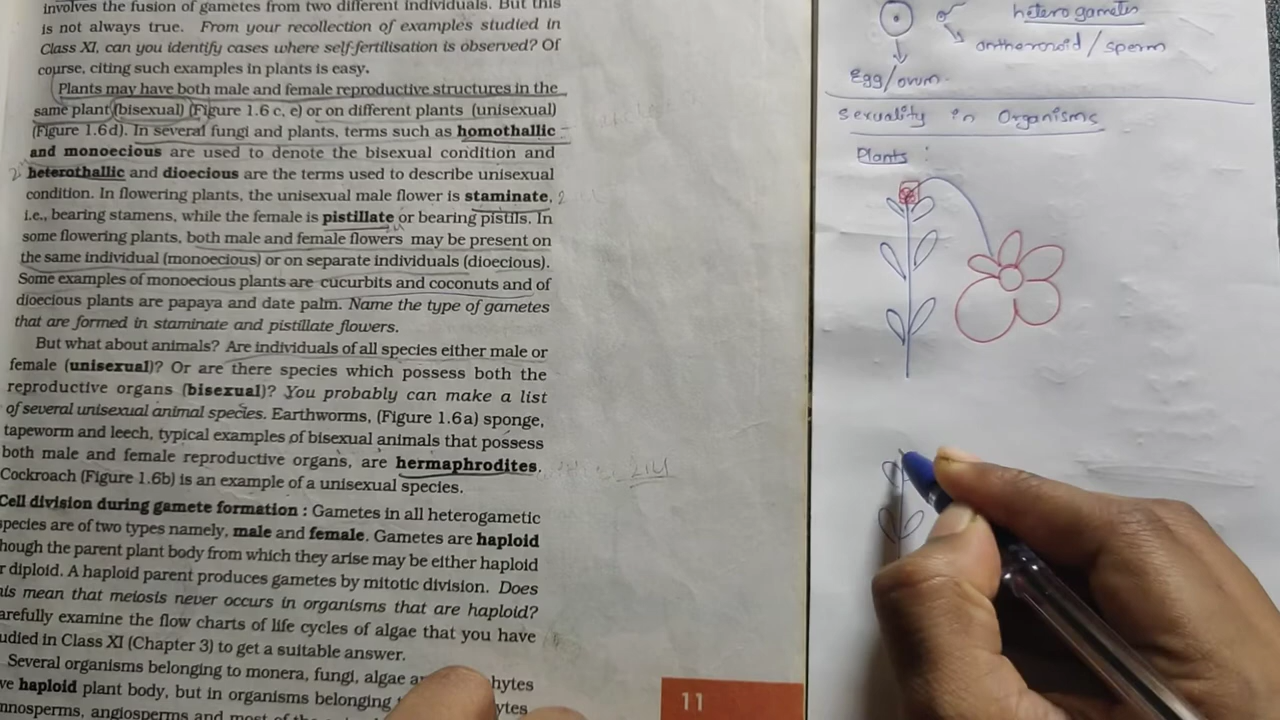 involves the fusion of gametes from two different individuals. But this
is not always true. From your recollection of examples studied in
Class XI, can you identify cases where self-fertilisation is observed? Of
course, citing such examples in plants is easy.
Plants may have both male and female reproductive structures in the
same plant (bisexual) (Figure 1.6 c, e) or on different plants (unisexual)
(Figure 1.6d). In several fungi and plants, terms such as homothallic
and monoecious are used to denote the bisexual condition and
heterothallic and dioecious are the terms used to describe unisexual
condition. In flowering plants, the unisexual male flower is staminate,
i.e., bearing stamens, while the female is pistillate or bearing pistils. In
some flowering plants, both male and female flowers may be present on
the same individual (monoecious) or on separate individuals (dioecious).
Some examples of monoecious plants are cucurbits and coconuts and of
dioecious plants are papaya and date palm. Name the type of gametes
that are formed in staminate and pistillate flowers.
But what about animals? Are individuals of all species either male or
female (unisexual)? Or are there species which possess both the
reproductive organs (bisexual)? You probably can make a list
of several unisexual animal species. Earthworms, (Figure 1.6a) sponge,
tapeworm and leech, typical examples of bisexual animals that possess
both male and female reproductive organs, are hermaphrodites.
Cockroach (Figure 1.6b) is an example of a unisexual species.
Cell division during gamete formation : Gametes in all heterogametic
species are of two types namely, male and female. Gametes are haploid
though the parent plant body from which they arise may be either haploid
r diploid. A haploid parent produces gametes by mitotic division. Does
is mean that meiosis never occurs in organisms that are haploid?
arefully examine the flow charts of life cycles of algae that you have
udied in Class XI (Chapter 3) to get a suitable answer.
Several organisms belonging to monera, fungi, algae a hytes
ve haploid plant body, but in organisms belonging ytes
nosperms, angiosperms and most of the
11
heterogametes
antherozoid / sperm
Egg/ovum.
Sexuality in Organisms
Plants :